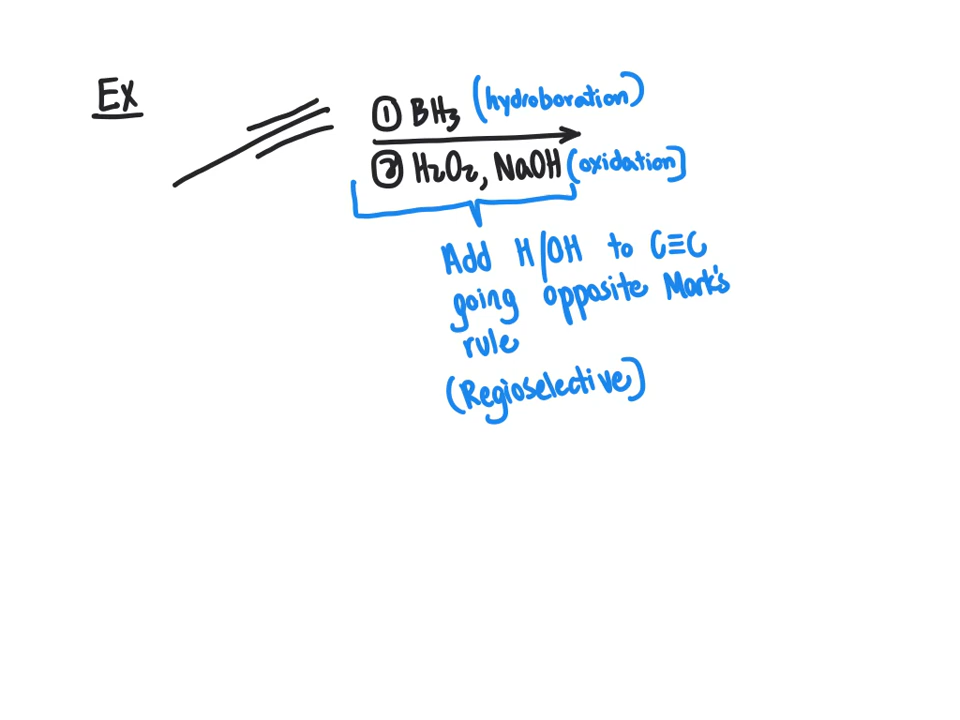 Ex
① BH₃ (hydroboration)
② H₂O₂, NaOH (oxidation)
Add H/OH to C≡C
going opposite Mark's
rule
(Regioselective)